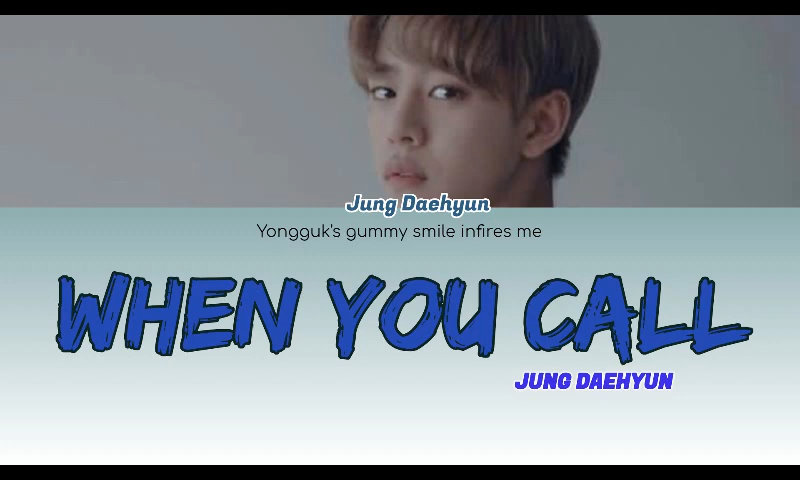 Jung Daehyun
Yongguk's gummy smile infires me
WHEN YOU CALL
JUNG DAEHYUN